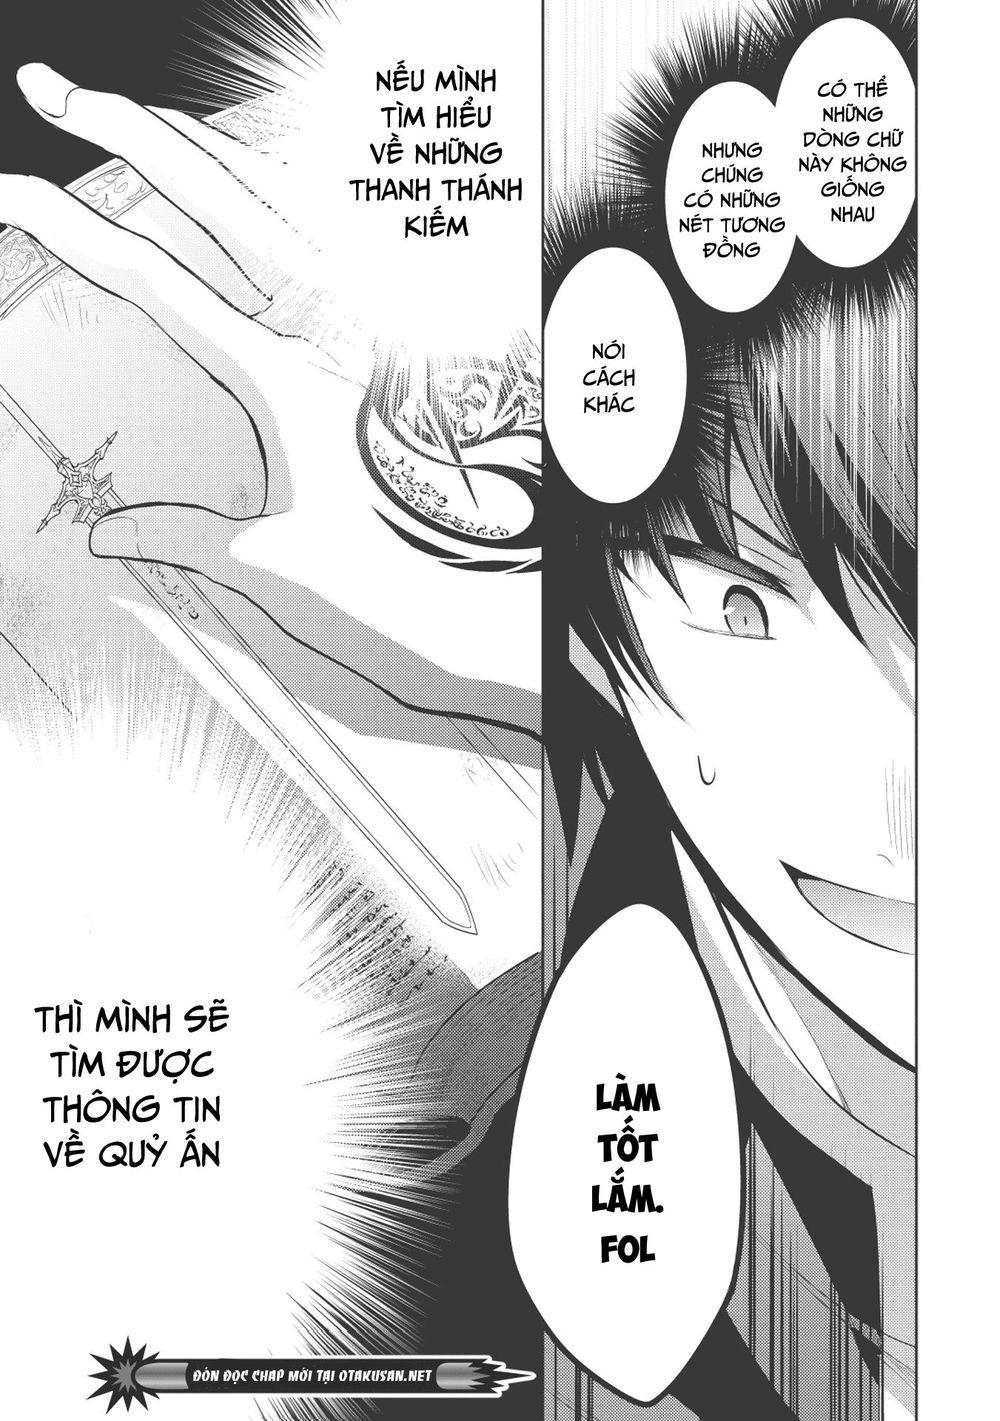 CÓ THỂ
NHỮNG
DÒNG CHỮ
NÀY KHÔNG
GIỐNG
NHAU
NHƯNG
CHÚNG
CÓ NHỮNG
NÉT TƯƠNG
ĐỒNG
NÓI
CÁCH
KHÁC
NẾU MÌNH
TÌM HIỂU
VỀ NHỮNG
THANH THÁNH
KIẾM
THÌ MÌNH SẼ
TÌM ĐƯỢC
THÔNG TIN
VỀ QUỶ ẤN
LÀM
TỐT
LẮM.
FOL
ĐÓN ĐỌC CHAP MỚI TẠI OTAKUSAN.NET